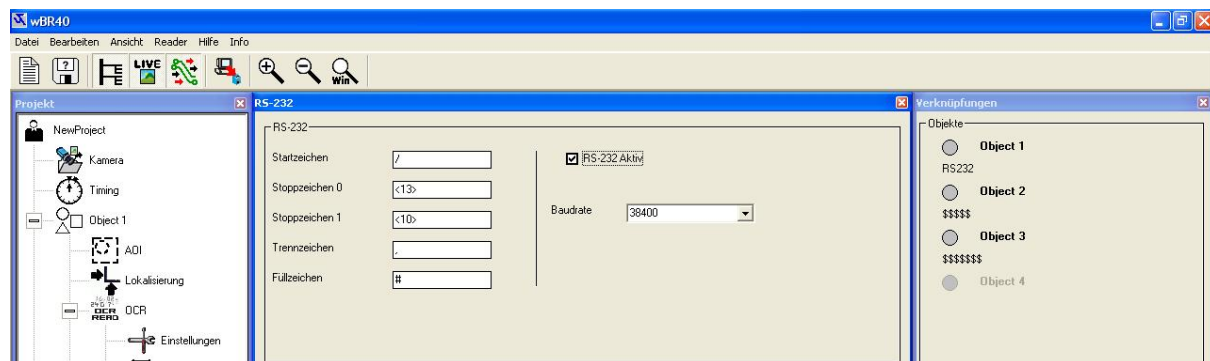 wBR40
Datei Bearbeiten Ansicht Reader Hilfe Info
LIVE
Win
Projekt
NewProject
Kamera
Timing
Object 1
AOI
Lokalisierung
OCR READ
OCR
Einstellungen
RS-232
RS-232
Startzeichen /
Stoppzeichen 0 <13>
Stoppzeichen 1 <10>
Trennzeichen
Füllzeichen #
RS-232 Aktiv
Baudrate 38400
Verknüpfungen
Objekte
Object 1
RS232
Object 2
$$$$$
Object 3
$$$$$$$
Object 4